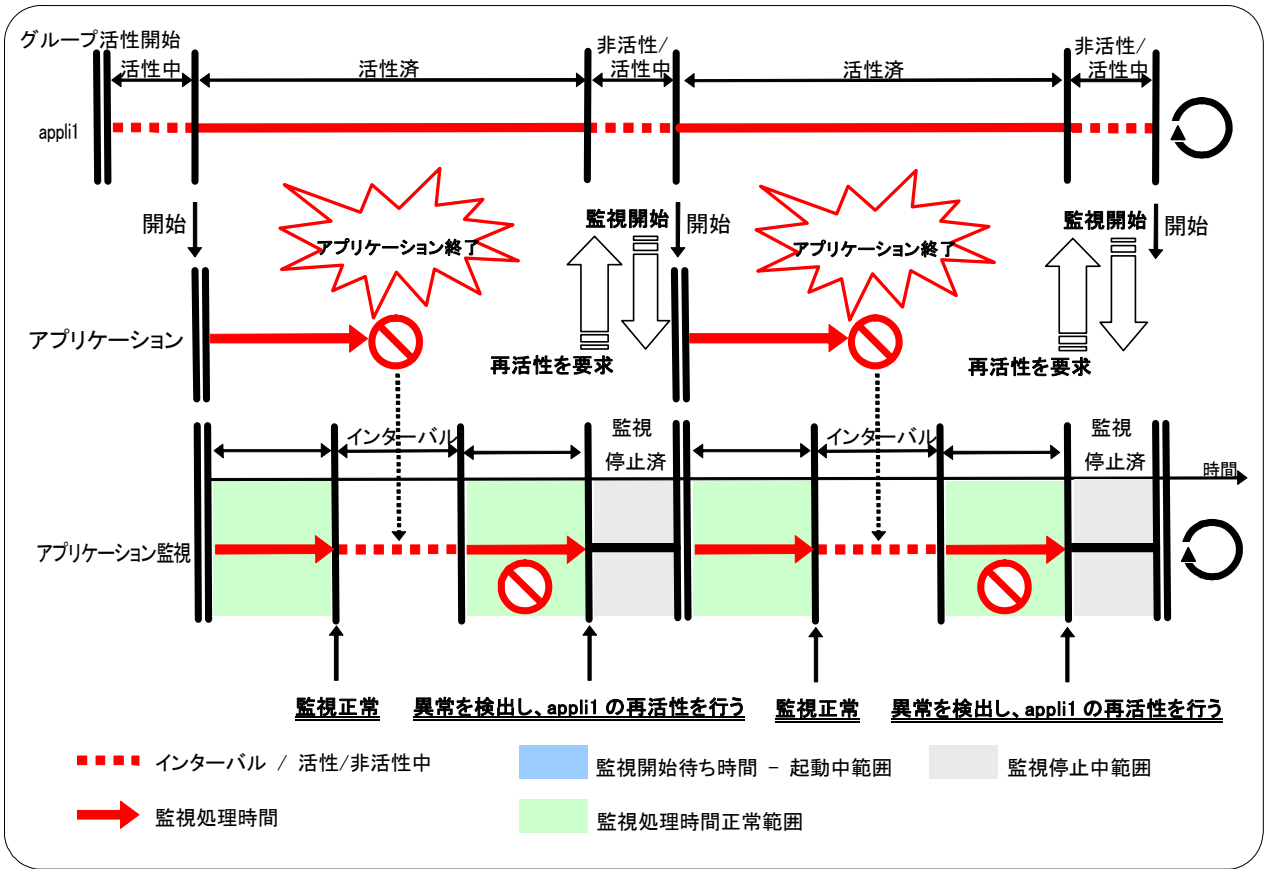 グループ活性開始
活性中
活性済
非活性/
活性中
活性済
非活性/
活性中
appli1
開始
アプリケーション終了
監視開始
開始
アプリケーション終了
監視開始
開始
アプリケーション
再活性を要求
再活性を要求
インターバル
監視
停止済
インターバル
監視
停止済
時間
アプリケーション監視
監視正常
異常を検出し、appli1 の再活性を行う
監視正常
異常を検出し、appli1 の再活性を行う
インターバル / 活性/非活性中
監視開始待ち時間 - 起動中範囲
監視停止中範囲
監視処理時間
監視処理時間正常範囲